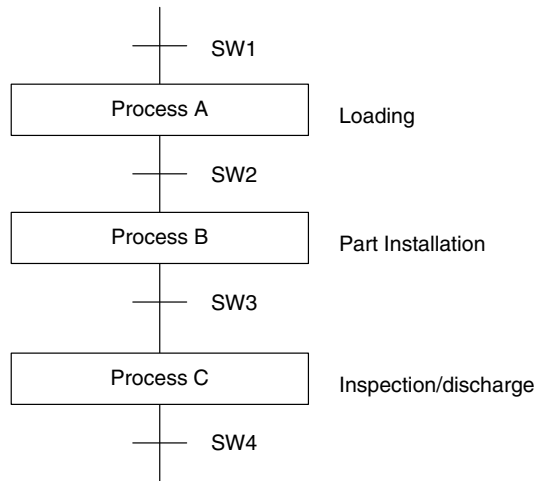 SW1
Process A
Loading
SW2
Process B
Part Installation
SW3
Process C
Inspection/discharge
SW4